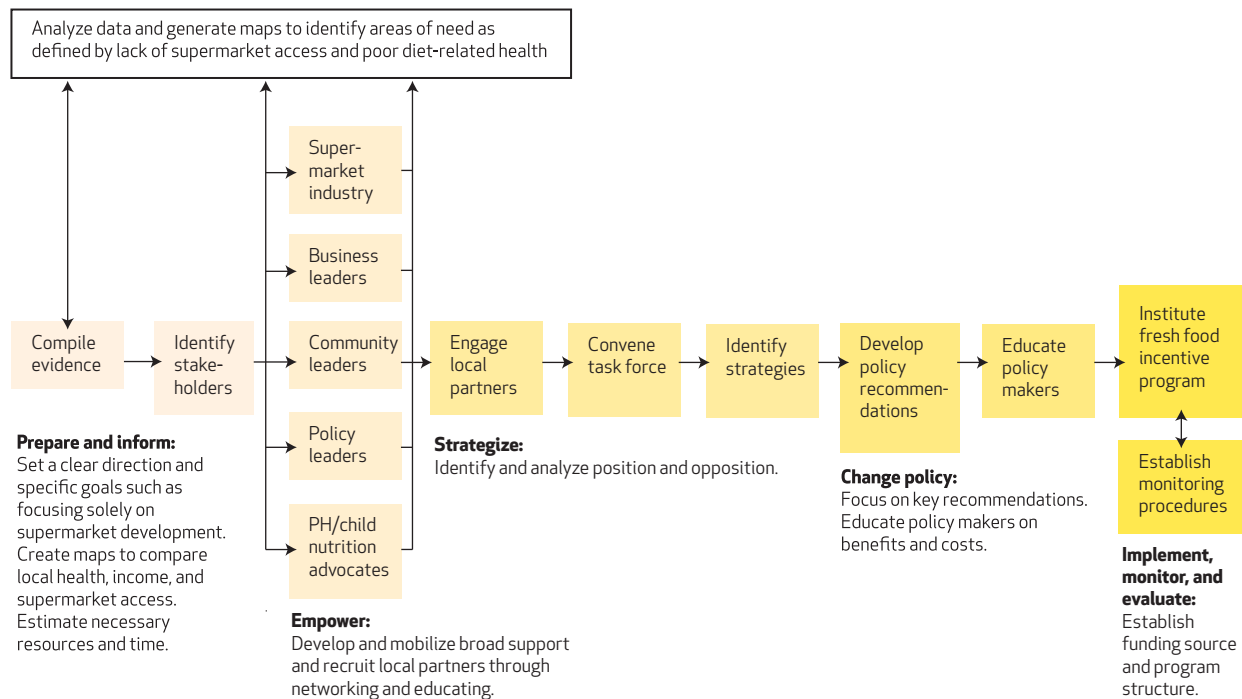 Analyze data and generate maps to identify areas of need as
defined by lack of supermarket access and poor diet-related health
Compile
evidence
Identify
stake-
holders
Super-
market
industry
Business
leaders
Community
leaders
Policy
leaders
PH/child
nutrition
advocates
Engage
local
partners
Convene
task force
Identify
strategies
Develop
policy
recommen-
dations
Educate
policy
makers
Institute
fresh food
incentive
program
Establish
monitoring
procedures
Prepare and inform:
Set a clear direction and
specific goals such as
focusing solely on
supermarket development.
Create maps to compare
local health, income, and
supermarket access.
Estimate necessary
resources and time.
Empower:
Develop and mobilize broad support
and recruit local partners through
networking and educating.
Strategize:
Identify and analyze position and opposition.
Change policy:
Focus on key recommendations.
Educate policy makers on
benefits and costs.
Implement,
monitor, and
evaluate:
Establish
funding source
and program
structure.